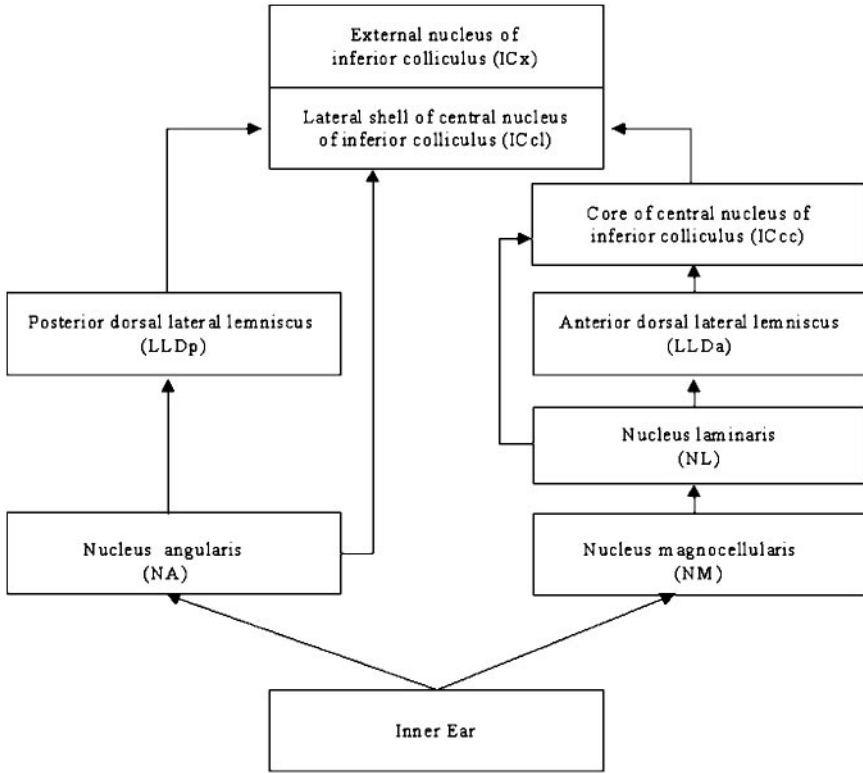 External nucleus of
inferior colliculus (ICx)
Lateral shell of central nucleus
of inferior colliculus (ICcl)
Core of central nucleus of
inferior colliculus (ICcc)
Posterior dorsal lateral lemniscus
(LLDp)
Anterior dorsal lateral lemniscus
(LLDa)
Nucleus laminaris
(NL)
Nucleus angularis
(NA)
Nucleus magnocellularis
(NM)
Inner Ear